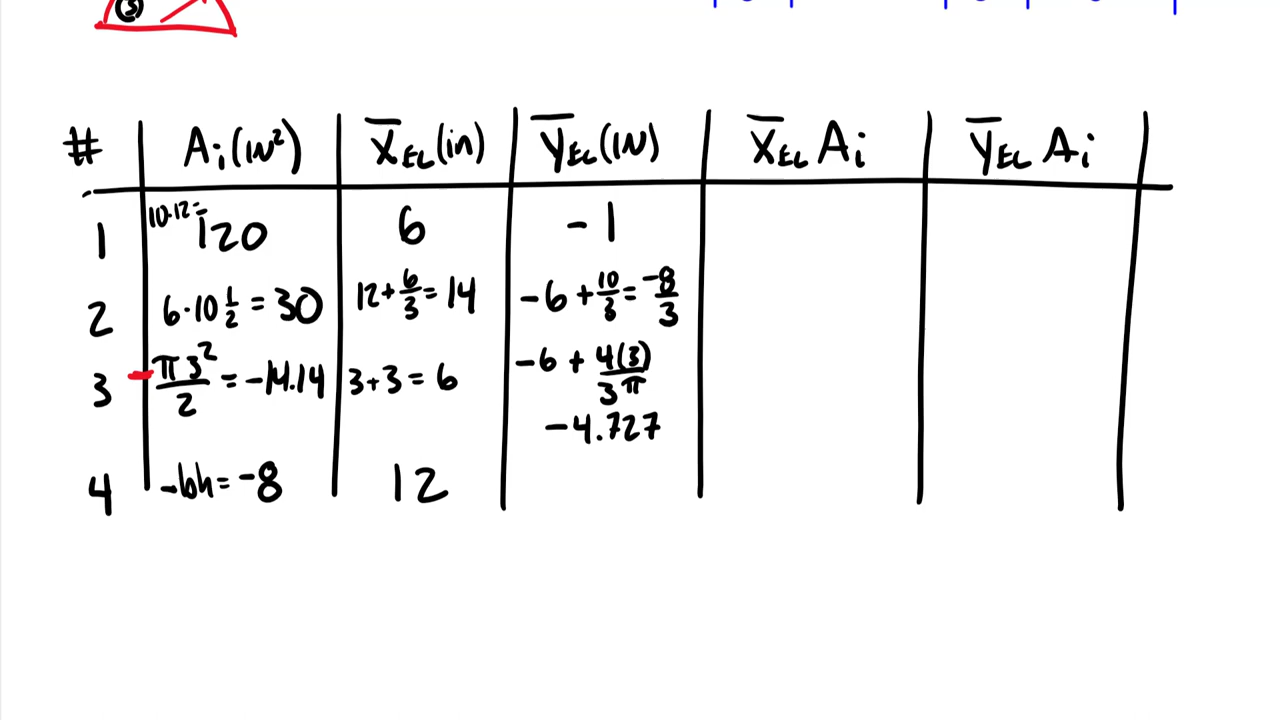 (3)
# A_i (in²) X̄_EL (in) ȳ_EL (IN) X̄_EL A_i ȳ_EL A_i
1 10·12= 120 6 -1
2 6·10 1/2 = 30 12 + 6/3 = 14 -6 + 10/3 = -8/3
3 -π3²/2 = -14.14 3+3 = 6 -6 + 4(3)/3π
-4.727
4 -bh = -8 12